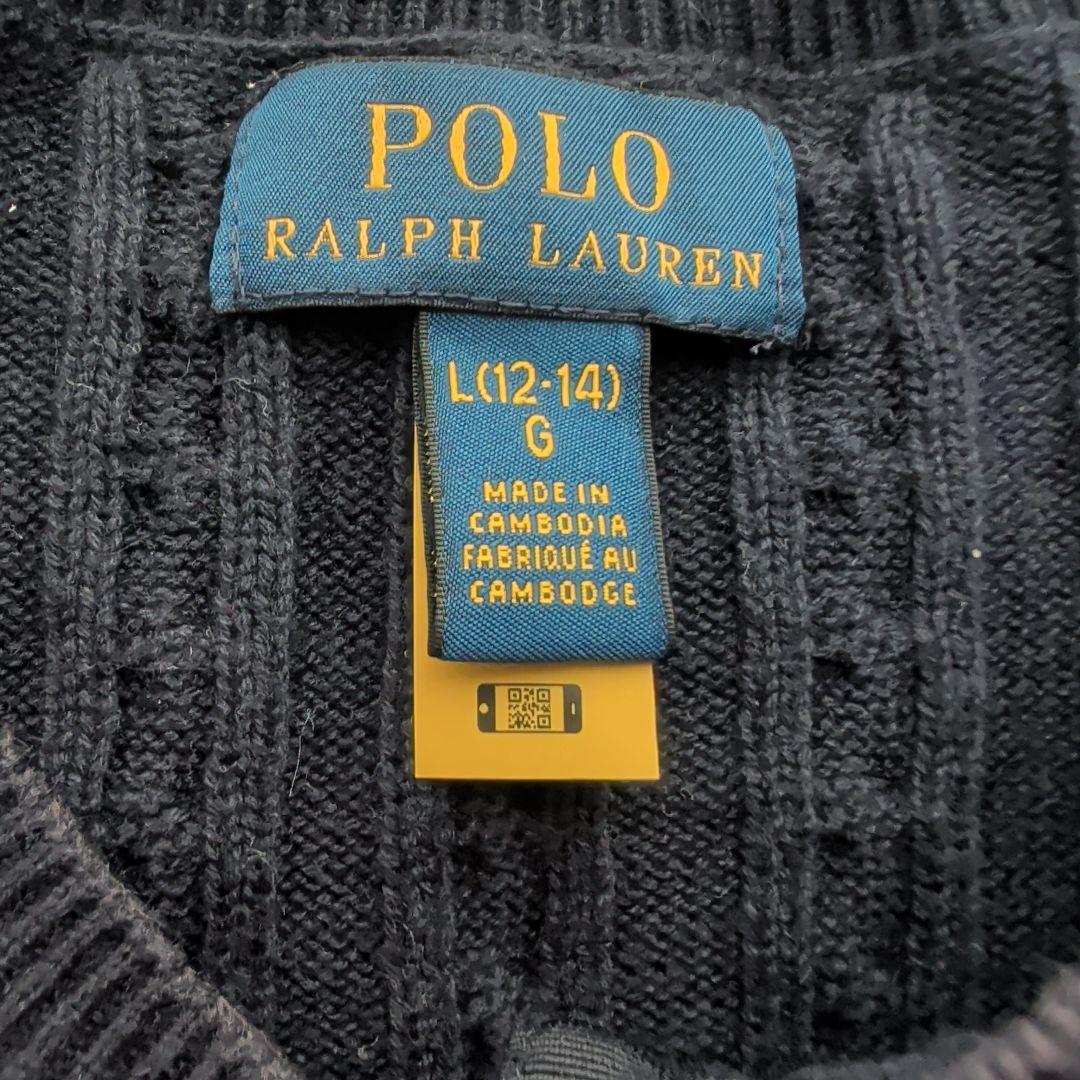 POLO
RALPH LAUREN
L(12-14)
G
MADE IN
CAMBODIA
FABRIQUÉ AU
CAMBODGE